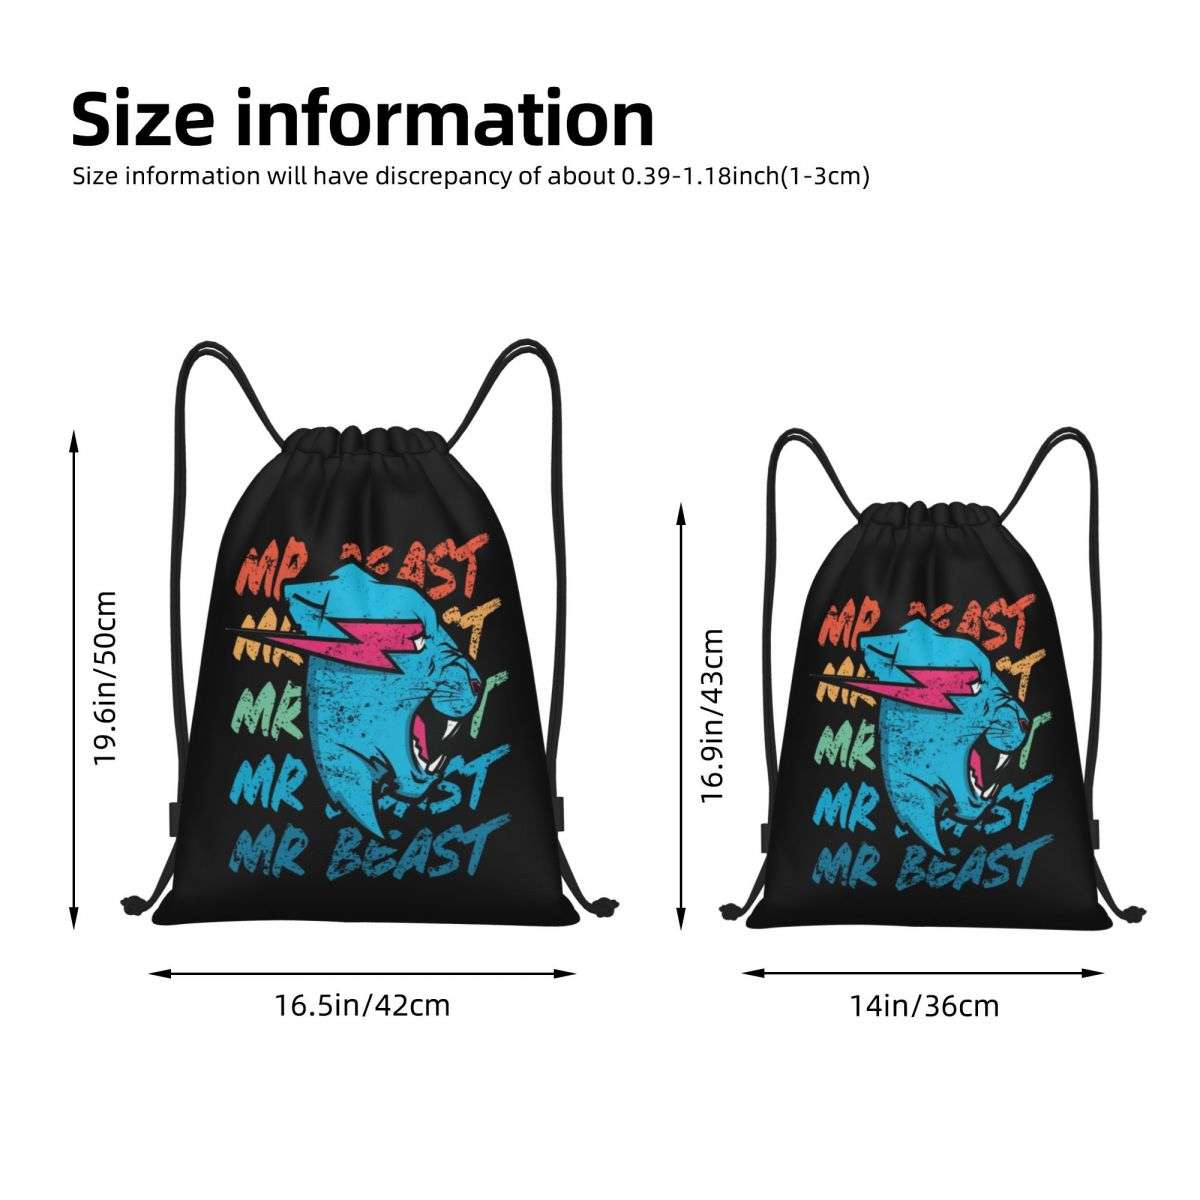 Size information
Size information will have discrepancy of about 0.39-1.18inch(1-3cm)
MR BEAST
MR T
MR T
MR BEAST
MR BEAST
19.6in/50cm
16.5in/42cm
MR BEAST
MR T
MR T
MR BEAST
MR BEAST
16.9in/43cm
14in/36cm